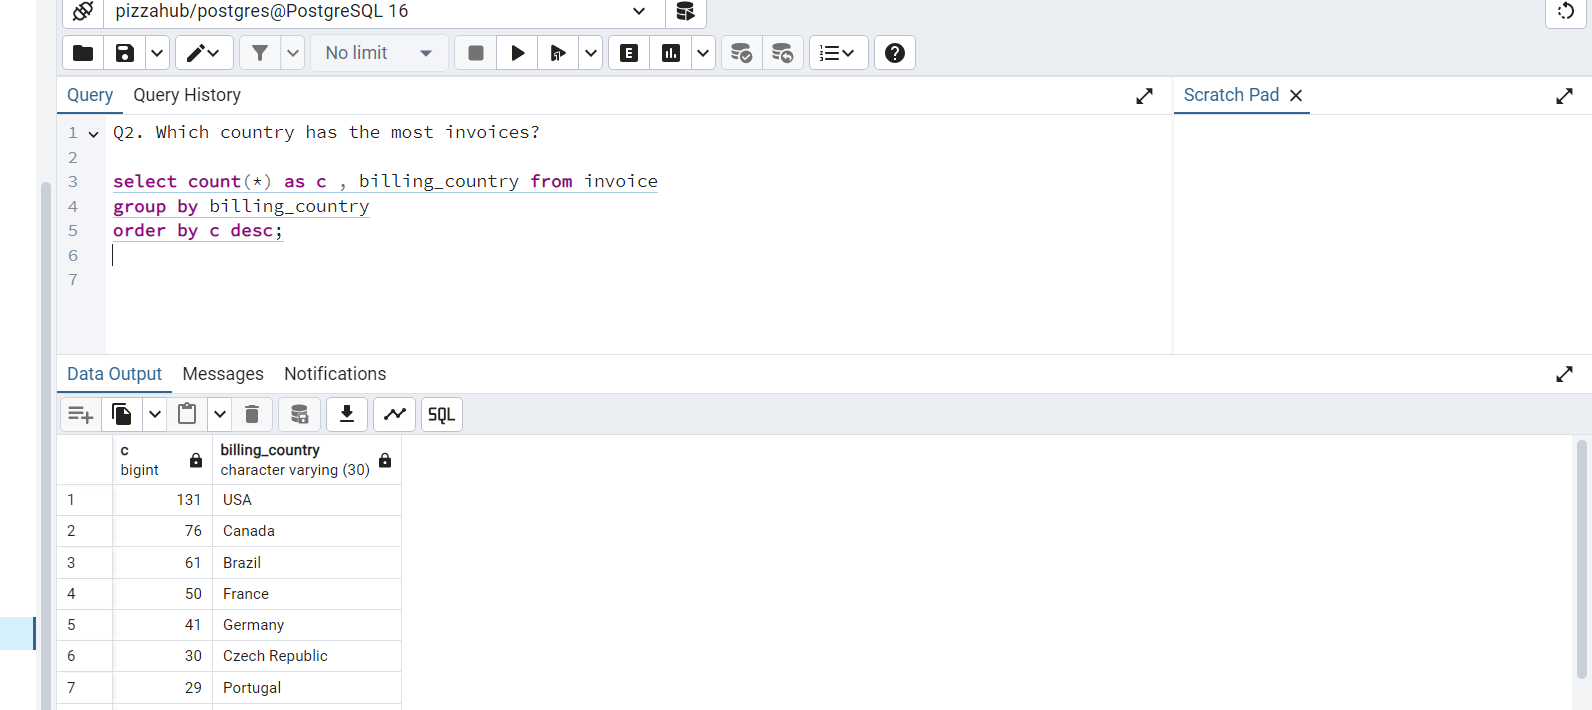 pizzahub/postgres@PostgreSQL 16
No limit
E
SQL
Query Query History
Scratch Pad
1 Q2. Which country has the most invoices?
2
3 select count(*) as c , billing_country from invoice
4 group by billing_country
5 order by c desc;
6
7
Data Output Messages Notifications
SQL
c billing_country
bigint character varying (30)
1 131 USA
2 76 Canada
3 61 Brazil
4 50 France
5 41 Germany
6 30 Czech Republic
7 29 Portugal